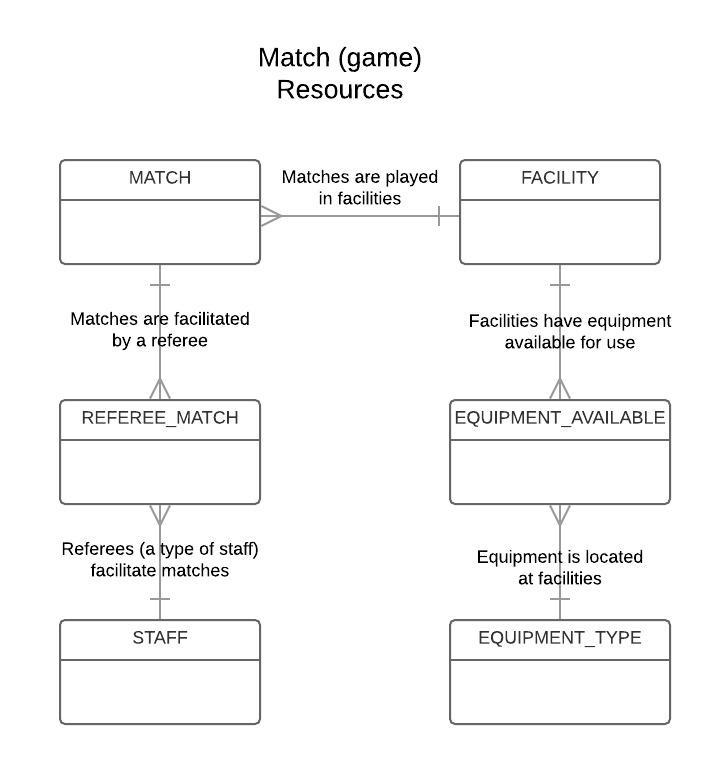 Match (game)
Resources
MATCH
Matches are played
in facilities
FACILITY
Matches are facilitated
by a referee
Facilities have equipment
available for use
REFEREE_MATCH
EQUIPMENT_AVAILABLE
Referees (a type of staff)
facilitate matches
Equipment is located
at facilities
STAFF
EQUIPMENT_TYPE